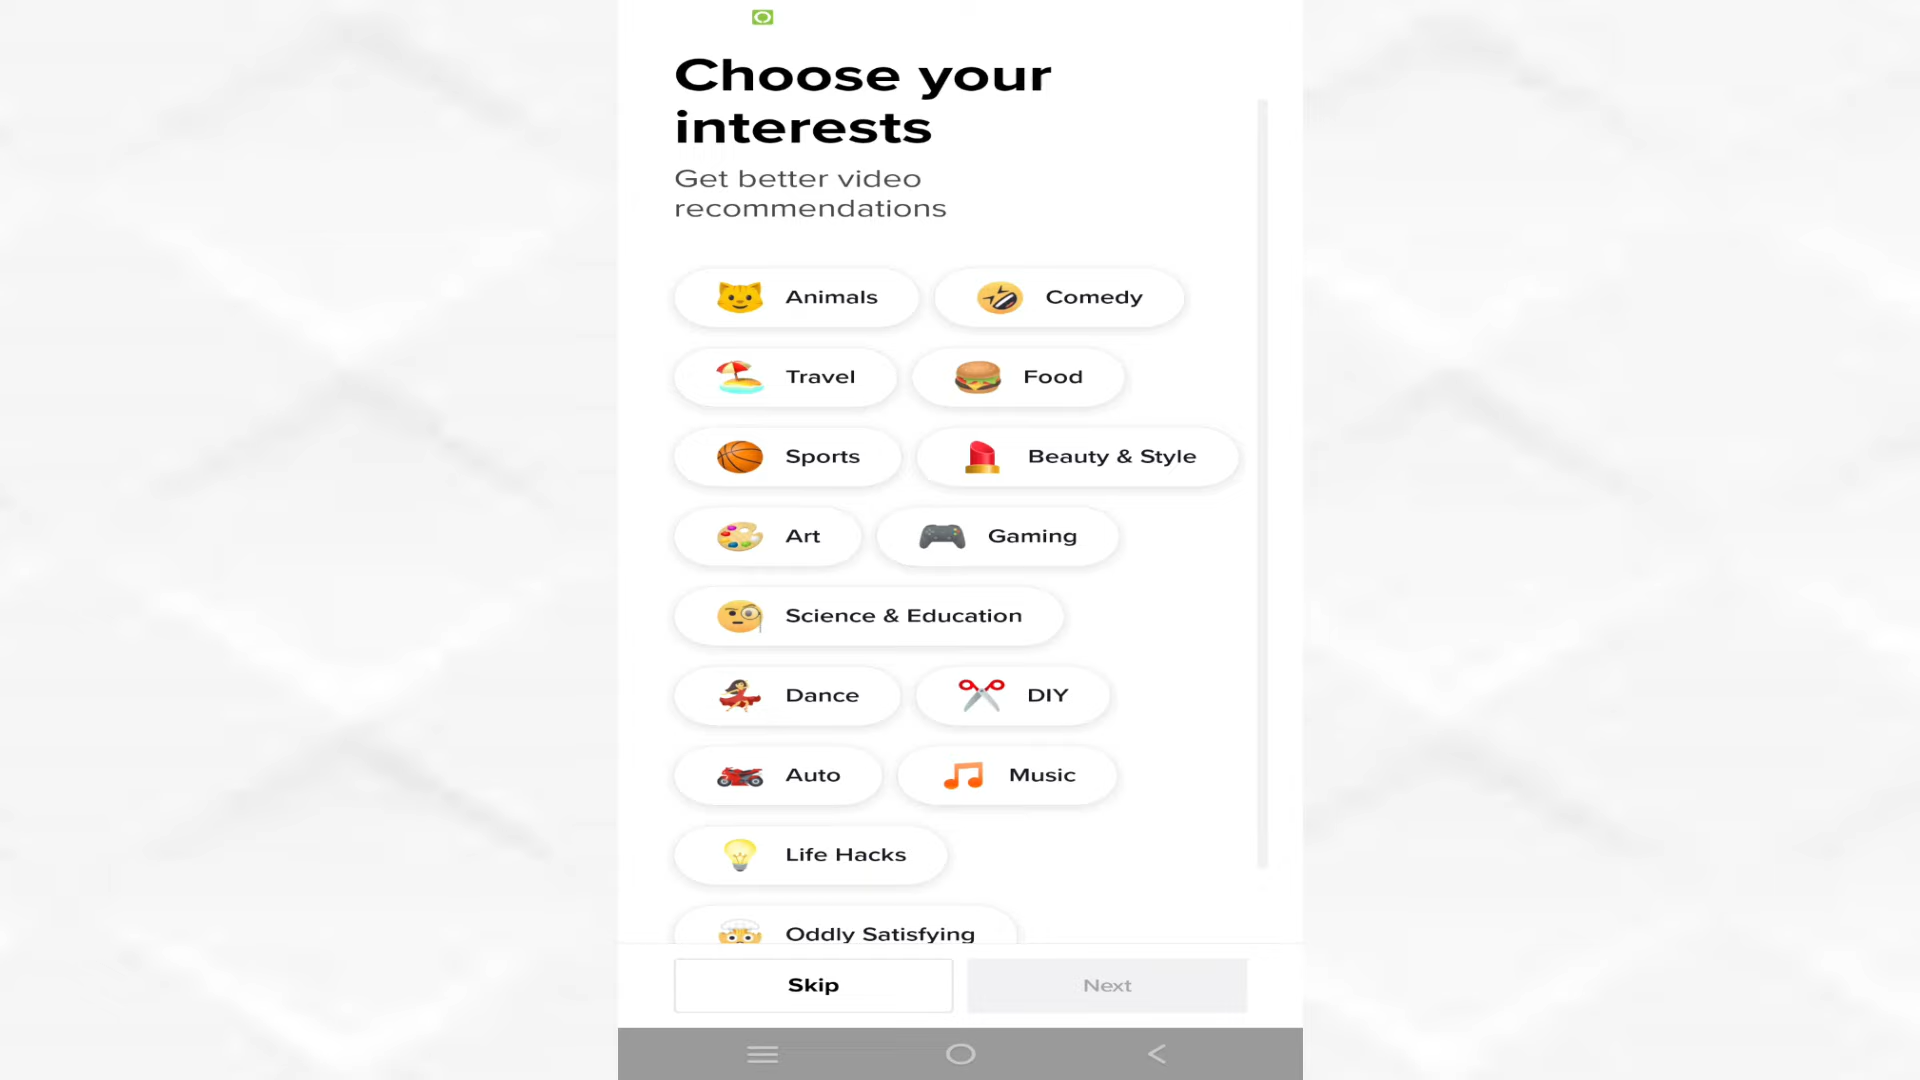 Choose your
interests
Get better video
recommendations
Animals
Comedy
Travel
Food
Sports
Beauty & Style
Art
Gaming
Science & Education
Dance
DIY
Auto
Music
Life Hacks
Oddly Satisfying
Skip
Next